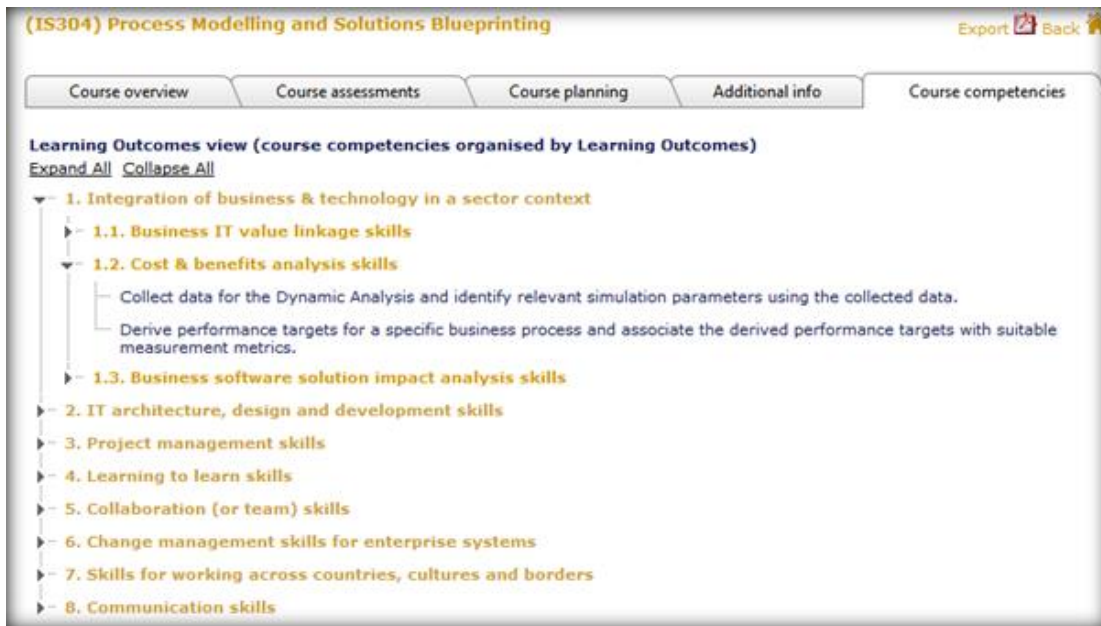 (IS304) Process Modelling and Solutions Blueprinting
Export Back
Course overview
Course assessments
Course planning
Additional info
Course competencies
Learning Outcomes view (course competencies organised by Learning Outcomes)
Expand All Collapse All
1. Integration of business & technology in a sector context
1.1. Business IT value linkage skills
1.2. Cost & benefits analysis skills
Collect data for the Dynamic Analysis and identify relevant simulation parameters using the collected data.
Derive performance targets for a specific business process and associate the derived performance targets with suitable
measurement metrics.
1.3. Business software solution impact analysis skills
2. IT architecture, design and development skills
3. Project management skills
4. Learning to learn skills
5. Collaboration (or team) skills
6. Change management skills for enterprise systems
7. Skills for working across countries, cultures and borders
8. Communication skills